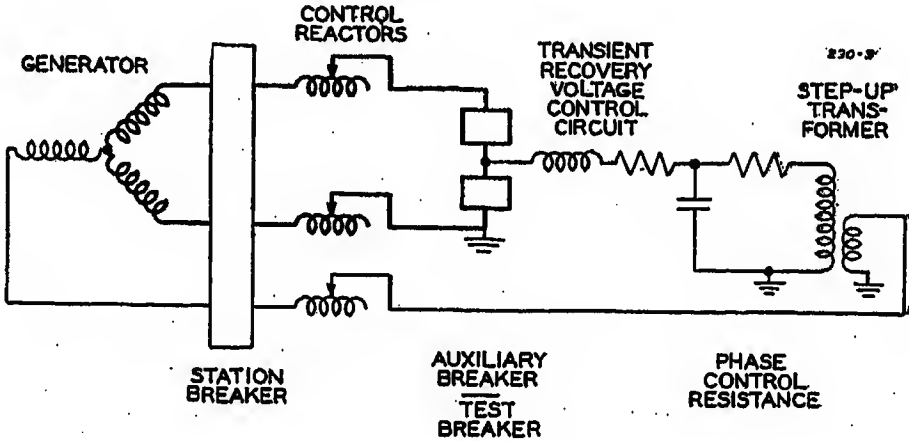 CONTROL
REACTORS
GENERATOR
TRANSIENT
RECOVERY
VOLTAGE
CONTROL
CIRCUIT
STEP-UP
TRANS-
FORMER
STATION
BREAKER
AUXILIARY
BREAKER
TEST
BREAKER
PHASE
CONTROL
RESISTANCE